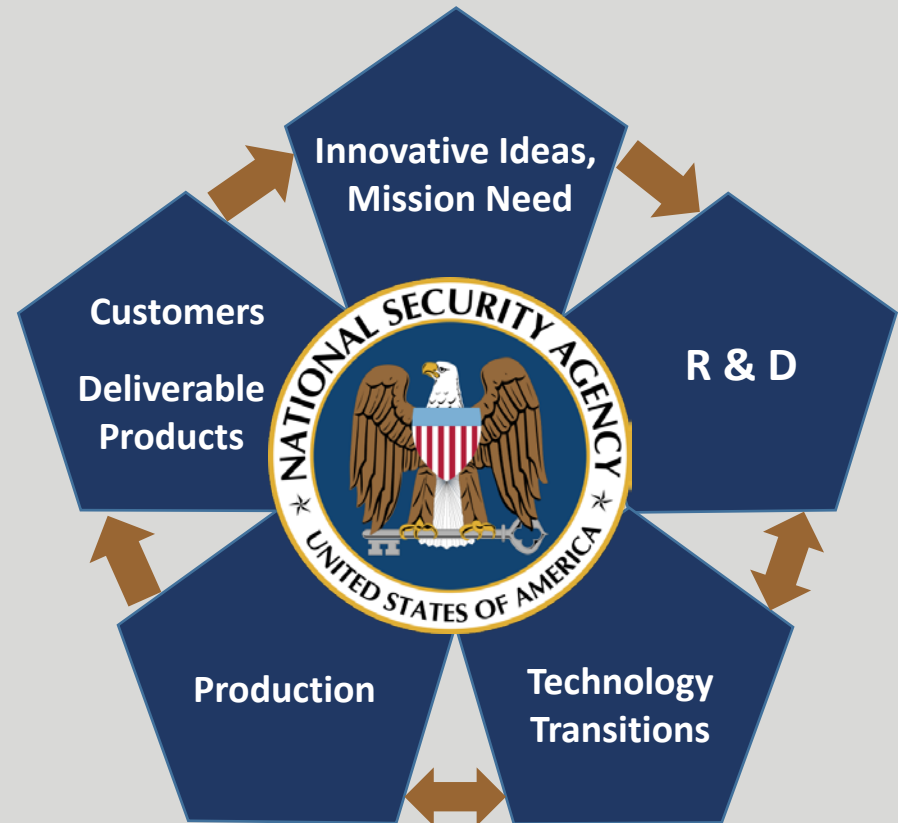 Innovative Ideas,
Mission Need
R & D
Technology
Transitions
Production
Customers
Deliverable
Products
NATIONAL SECURITY AGENCY
UNITED STATES OF AMERICA